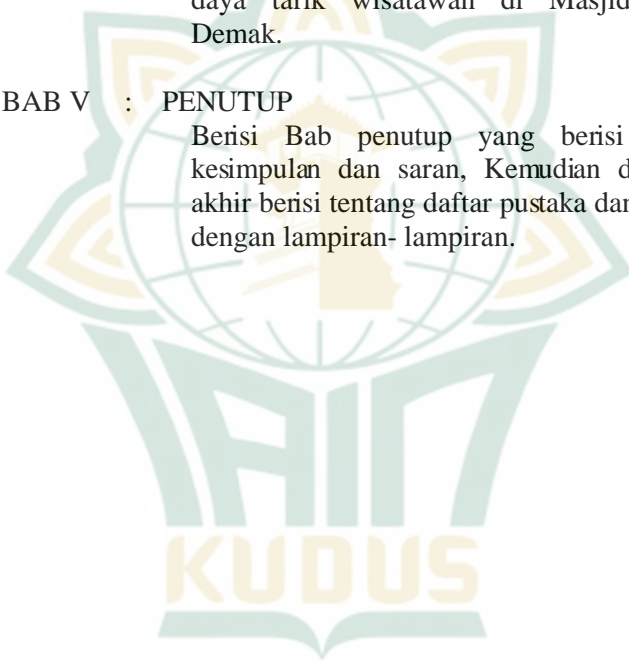 daya tarik wisatawan di Masjid
Demak.
BAB V : PENUTUP
Berisi Bab penutup yang berisi
kesimpulan dan saran, Kemudian d
akhir berisi tentang daftar pustaka dan
dengan lampiran- lampiran.
IAIN
KUDUS